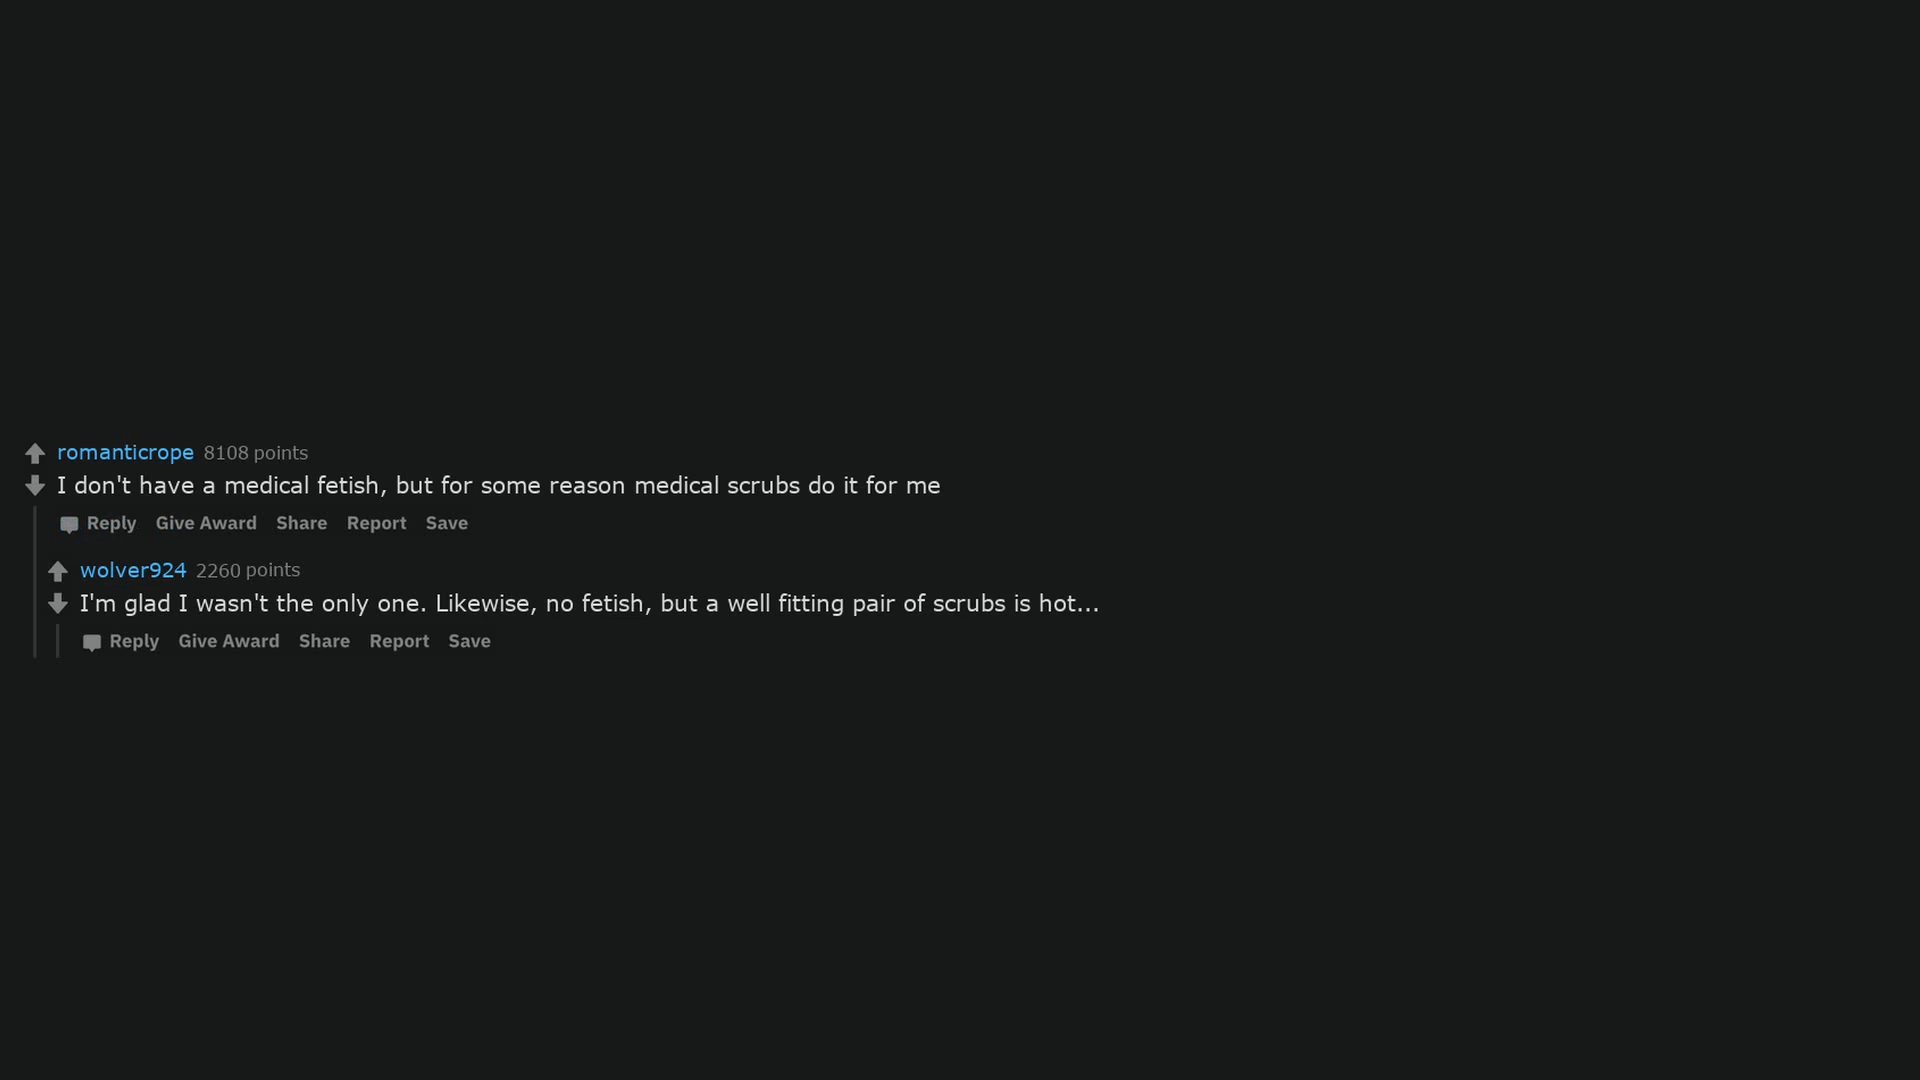 romanticrope 8108 points
I don't have a medical fetish, but for some reason medical scrubs do it for me
Reply Give Award Share Report Save
wolver924 2260 points
I'm glad I wasn't the only one. Likewise, no fetish, but a well fitting pair of scrubs is hot...
Reply Give Award Share Report Save